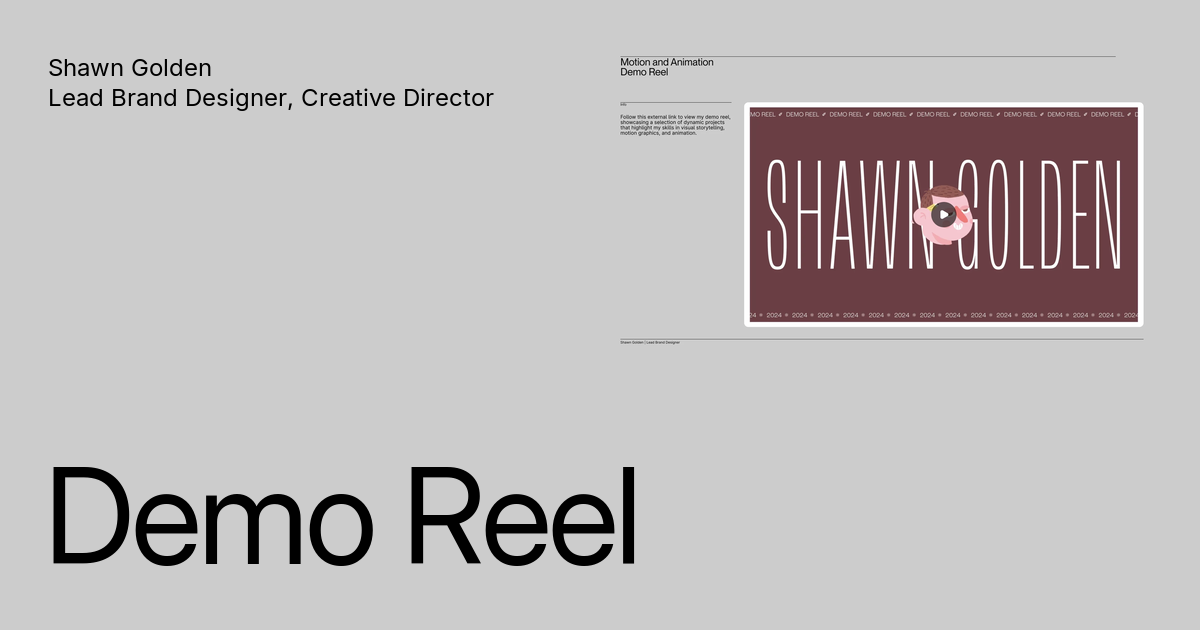 Shawn Golden
Lead Brand Designer, Creative Director
Motion and Animation
Demo Reel
Info
Follow this external link to view my demo reel,
showcasing a selection of dynamic projects
that highlight my skills in visual storytelling,
motion graphics, and animation.
MO REEL DEMO REEL DEMO REEL DEMO REEL DEMO REEL DEMO REEL DEMO REEL DEMO REEL DEMO REEL D
SHAWN GOLDEN
24 * 2024 * 2024 * 2024 * 2024 * 2024 * 2024 * 2024 * 2024 * 2024 * 2024 * 2024 * 2024 * 2024 * 2024 * 202
Shawn Golden | Lead Brand Designer
Demo Reel